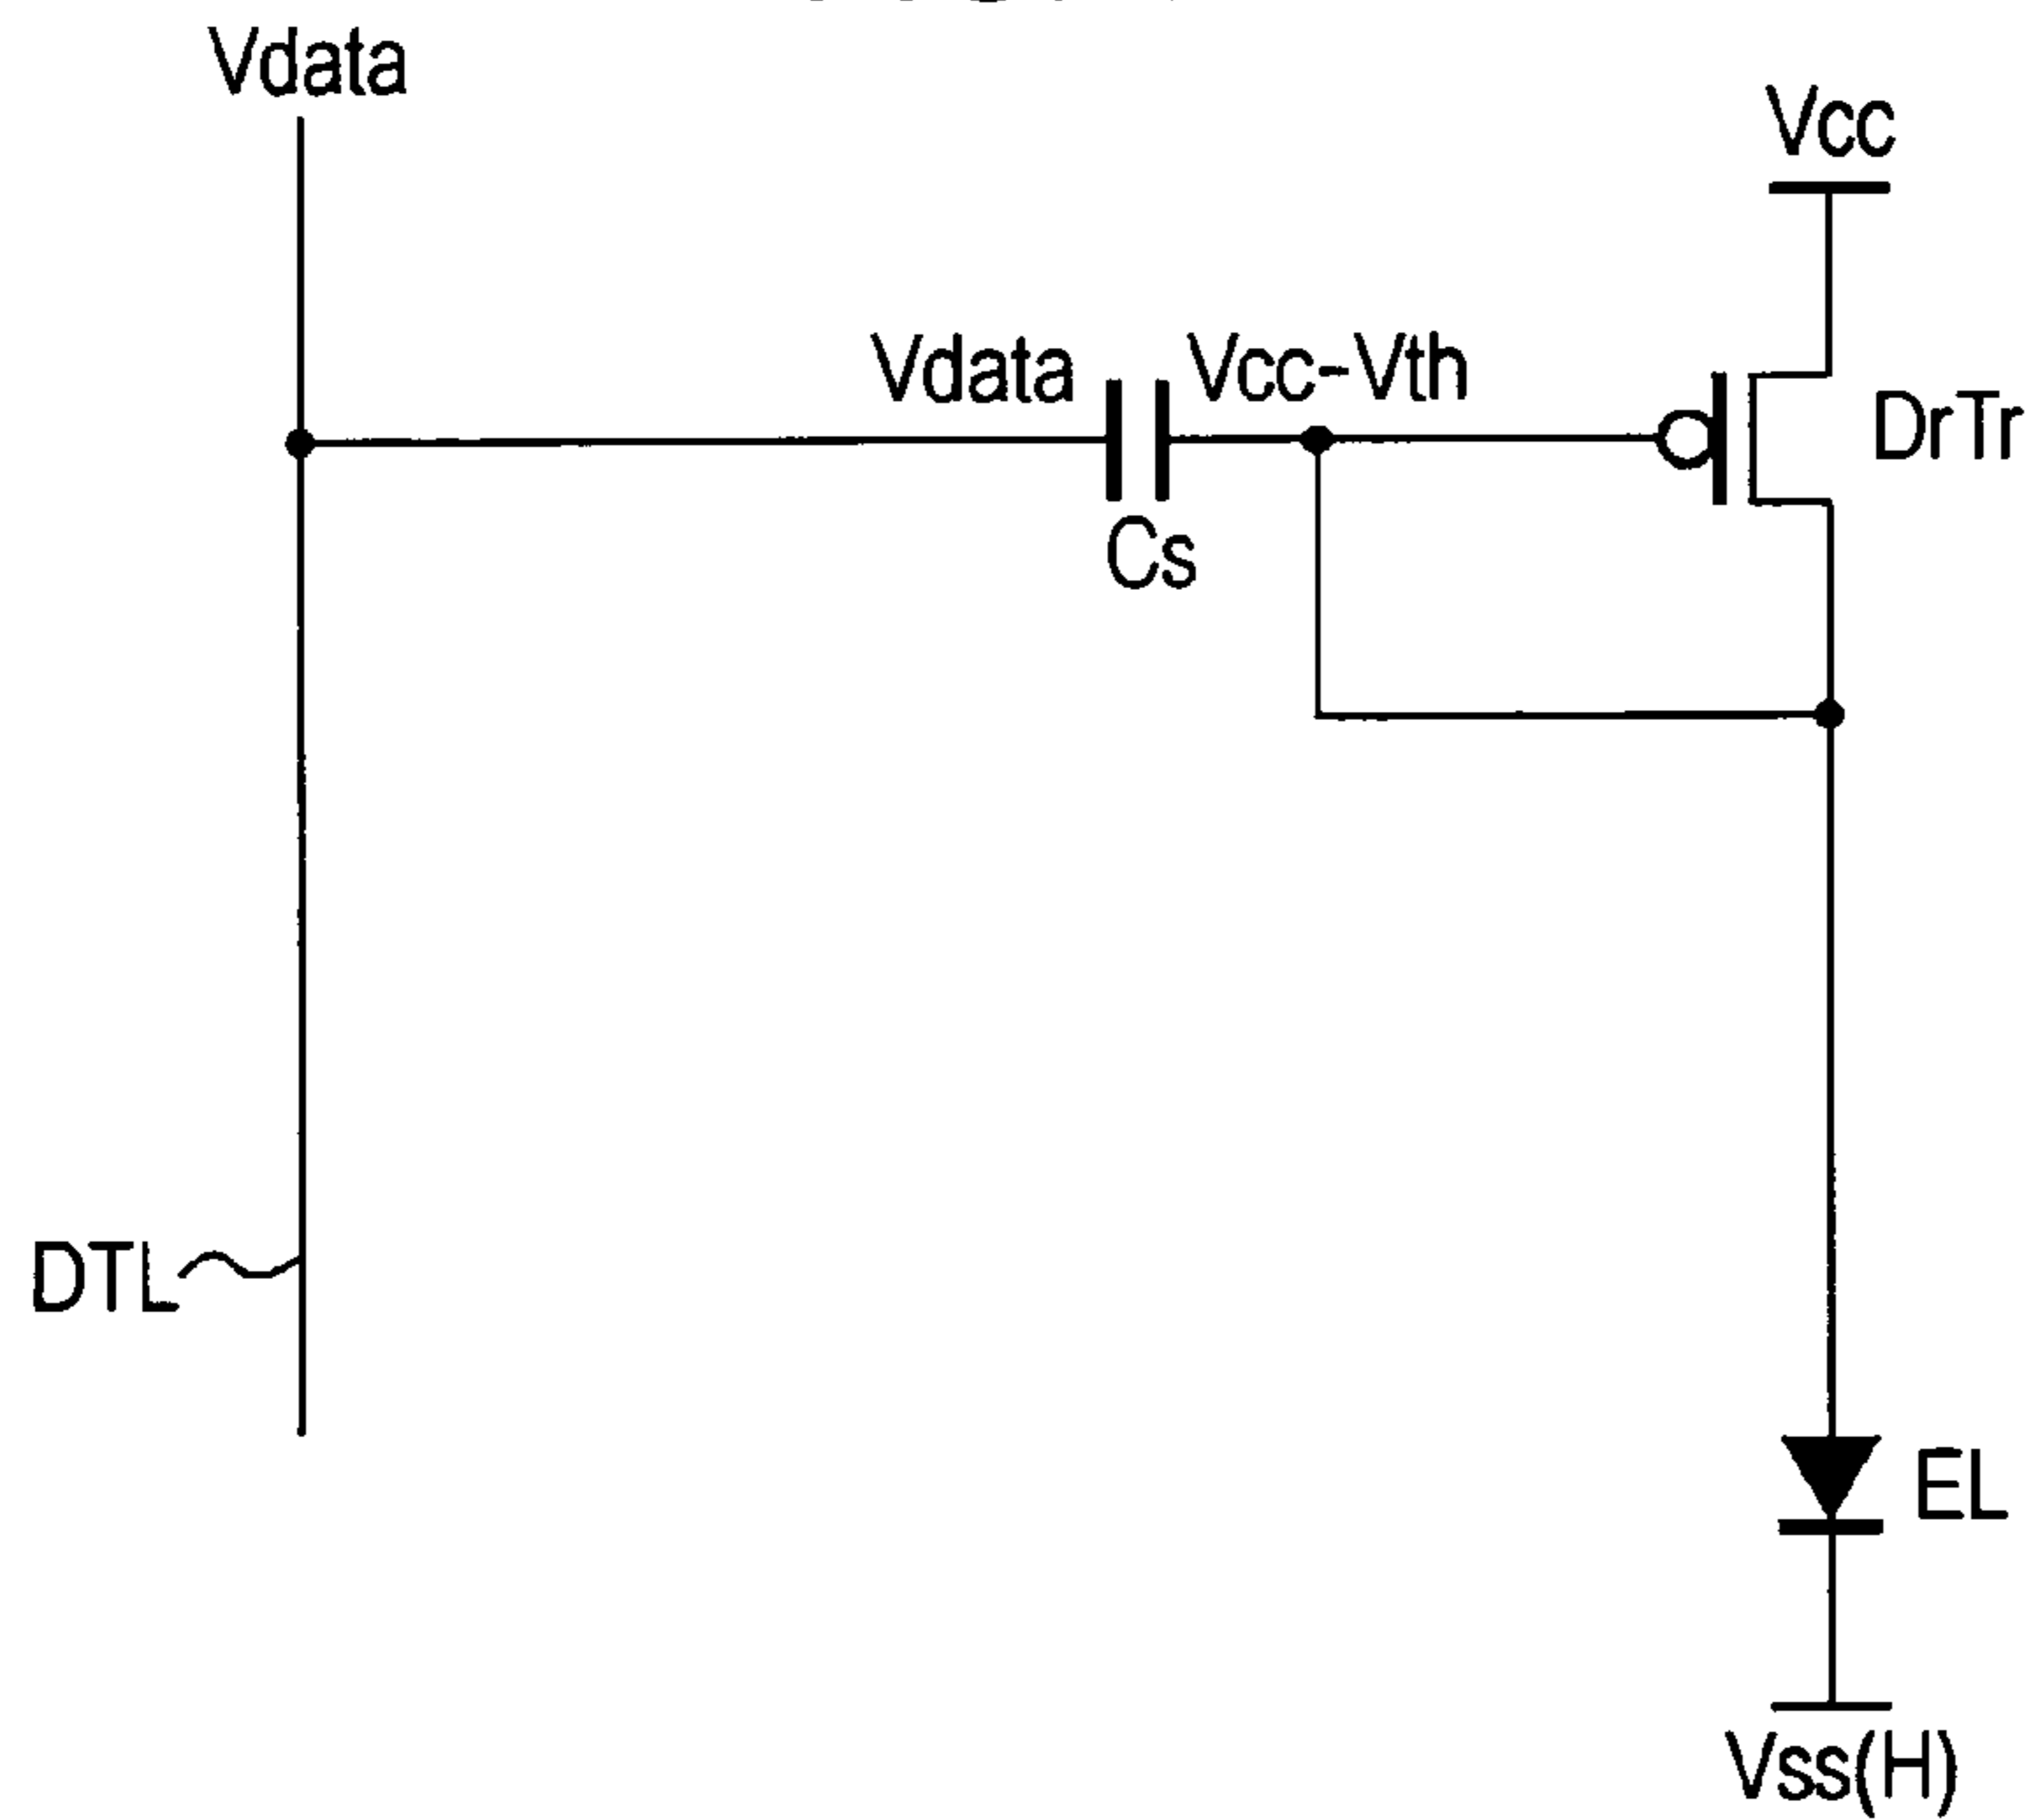 Vdata
Vcc
Vdata
Vcc-Vth
DrTr
Cs
DTL
EL
Vss(H)